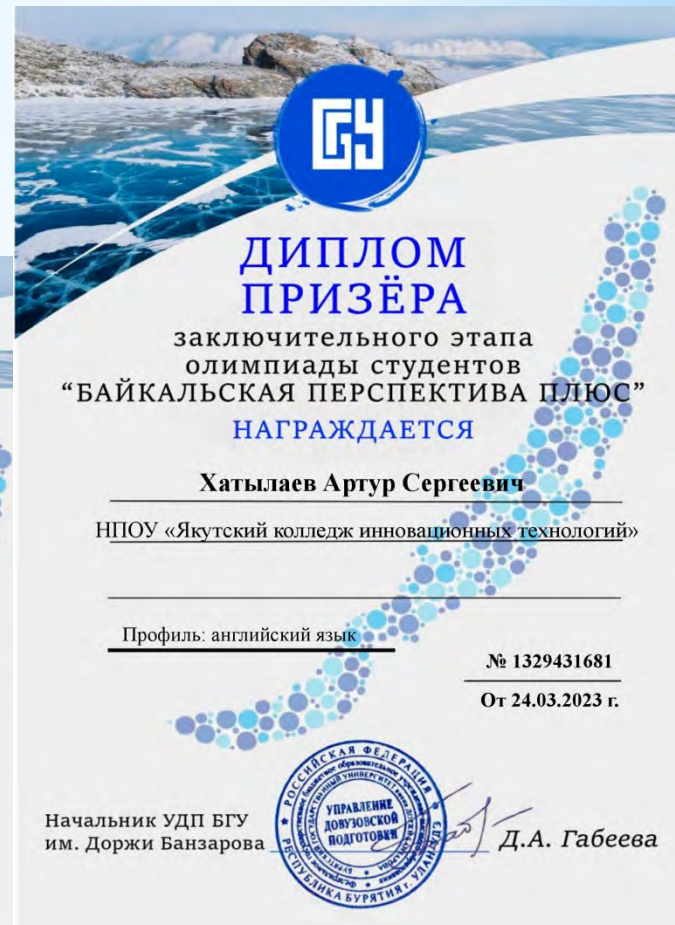 БГУ
ДИПЛОМ
ПРИЗЁРА
заключительного этапа
олимпиады студентов
“БАЙКАЛЬСКАЯ ПЕРСПЕКТИВА ПЛЮС”
НАГРАЖДАЕТСЯ
Хатылаев Артур Сергеевич
НПОУ «Якутский колледж инновационных технологий»
Профиль: английский язык
№ 1329431681
От 24.03.2023 г.
Начальник УДП БГУ
им. Доржи Банзарова
Д.А. Габеева
РОССИЙСКАЯ ФЕДЕРАЦИЯ
РЕСПУБЛИКА БУРЯТИЯ г. УЛАН-УДЭ
УПРАВЛЕНИЕ
ДОВУЗОВСКОЙ
ПОДГОТОВКИ